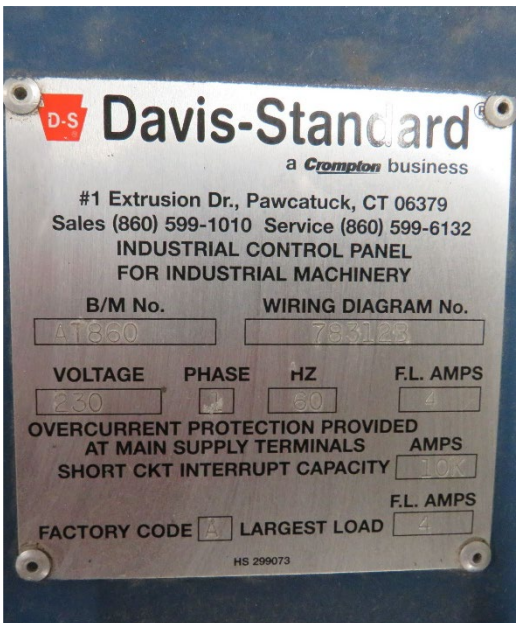 D-S Davis-Standard®
a Crompton business
#1 Extrusion Dr., Pawcatuck, CT 06379
Sales (860) 599-1010 Service (860) 599-6132
INDUSTRIAL CONTROL PANEL
FOR INDUSTRIAL MACHINERY
B/M No. WIRING DIAGRAM No.
AT860 783128
VOLTAGE PHASE HZ F.L. AMPS
230 60 4
OVERCURRENT PROTECTION PROVIDED
AT MAIN SUPPLY TERMINALS AMPS
SHORT CKT INTERRUPT CAPACITY 10K
F.L. AMPS
FACTORY CODE A LARGEST LOAD 4
HS 299073